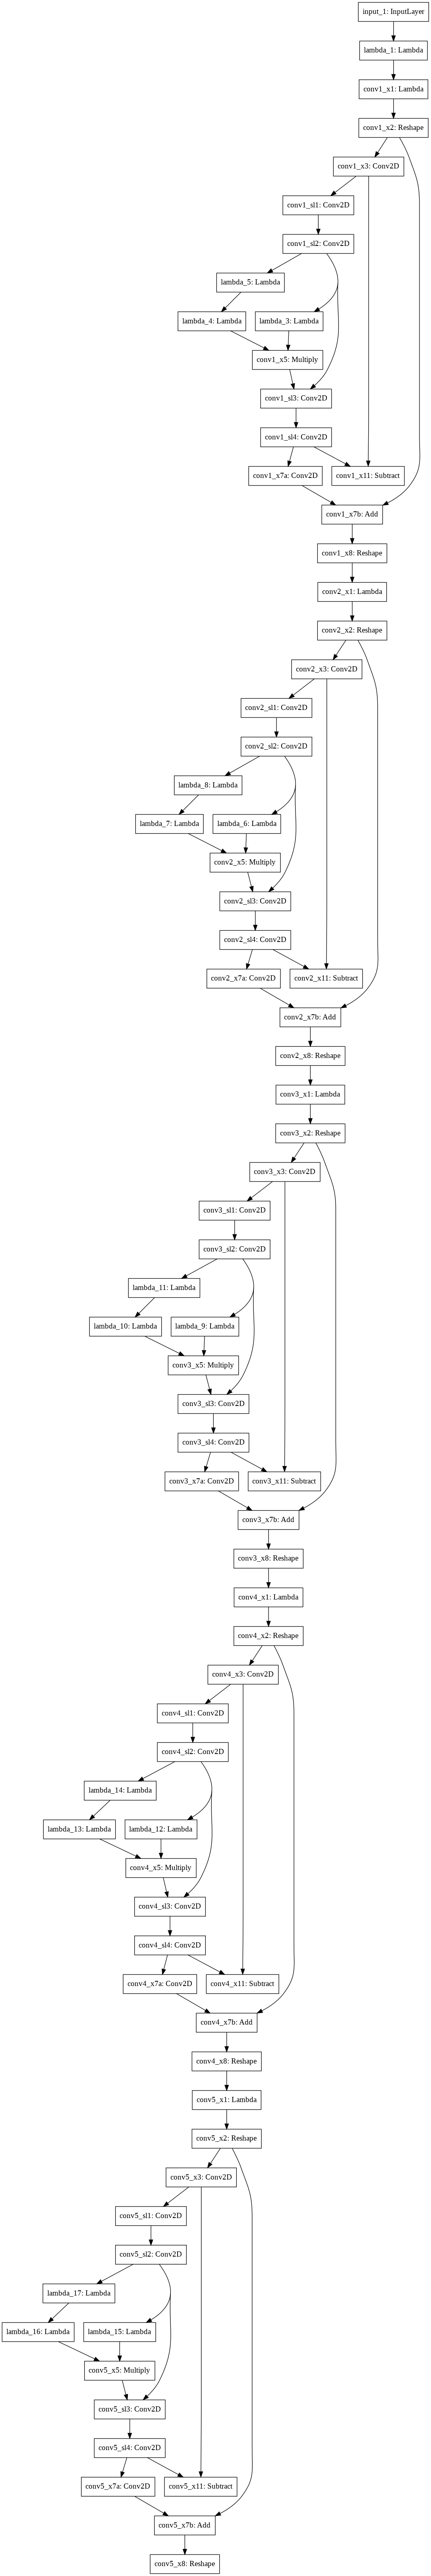 input_1: InputLayer
lambda_1: Lambda
conv1_x1: Lambda
conv1_x2: Reshape
conv1_x3: Conv2D
conv1_sl1: Conv2D
conv1_sl2: Conv2D
lambda_5: Lambda
lambda_4: Lambda
lambda_3: Lambda
conv1_x5: Multiply
conv1_sl3: Conv2D
conv1_sl4: Conv2D
conv1_x7a: Conv2D
conv1_x11: Subtract
conv1_x7b: Add
conv1_x8: Reshape
conv2_x1: Lambda
conv2_x2: Reshape
conv2_x3: Conv2D
conv2_sl1: Conv2D
conv2_sl2: Conv2D
lambda_8: Lambda
lambda_7: Lambda
lambda_6: Lambda
conv2_x5: Multiply
conv2_sl3: Conv2D
conv2_sl4: Conv2D
conv2_x7a: Conv2D
conv2_x11: Subtract
conv2_x7b: Add
conv2_x8: Reshape
conv3_x1: Lambda
conv3_x2: Reshape
conv3_x3: Conv2D
conv3_sl1: Conv2D
conv3_sl2: Conv2D
lambda_11: Lambda
lambda_10: Lambda
lambda_9: Lambda
conv3_x5: Multiply
conv3_sl3: Conv2D
conv3_sl4: Conv2D
conv3_x7a: Conv2D
conv3_x11: Subtract
conv3_x7b: Add
conv3_x8: Reshape
conv4_x1: Lambda
conv4_x2: Reshape
conv4_x3: Conv2D
conv4_sl1: Conv2D
conv4_sl2: Conv2D
lambda_14: Lambda
lambda_13: Lambda
lambda_12: Lambda
conv4_x5: Multiply
conv4_sl3: Conv2D
conv4_sl4: Conv2D
conv4_x7a: Conv2D
conv4_x11: Subtract
conv4_x7b: Add
conv4_x8: Reshape
conv5_x1: Lambda
conv5_x2: Reshape
conv5_x3: Conv2D
conv5_sl1: Conv2D
conv5_sl2: Conv2D
lambda_17: Lambda
lambda_16: Lambda
lambda_15: Lambda
conv5_x5: Multiply
conv5_sl3: Conv2D
conv5_sl4: Conv2D
conv5_x7a: Conv2D
conv5_x11: Subtract
conv5_x7b: Add
conv5_x8: Reshape